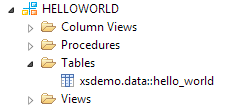 HELLOWORLD
Column Views
Procedures
Tables
xsdemo.data::hello_world
Views